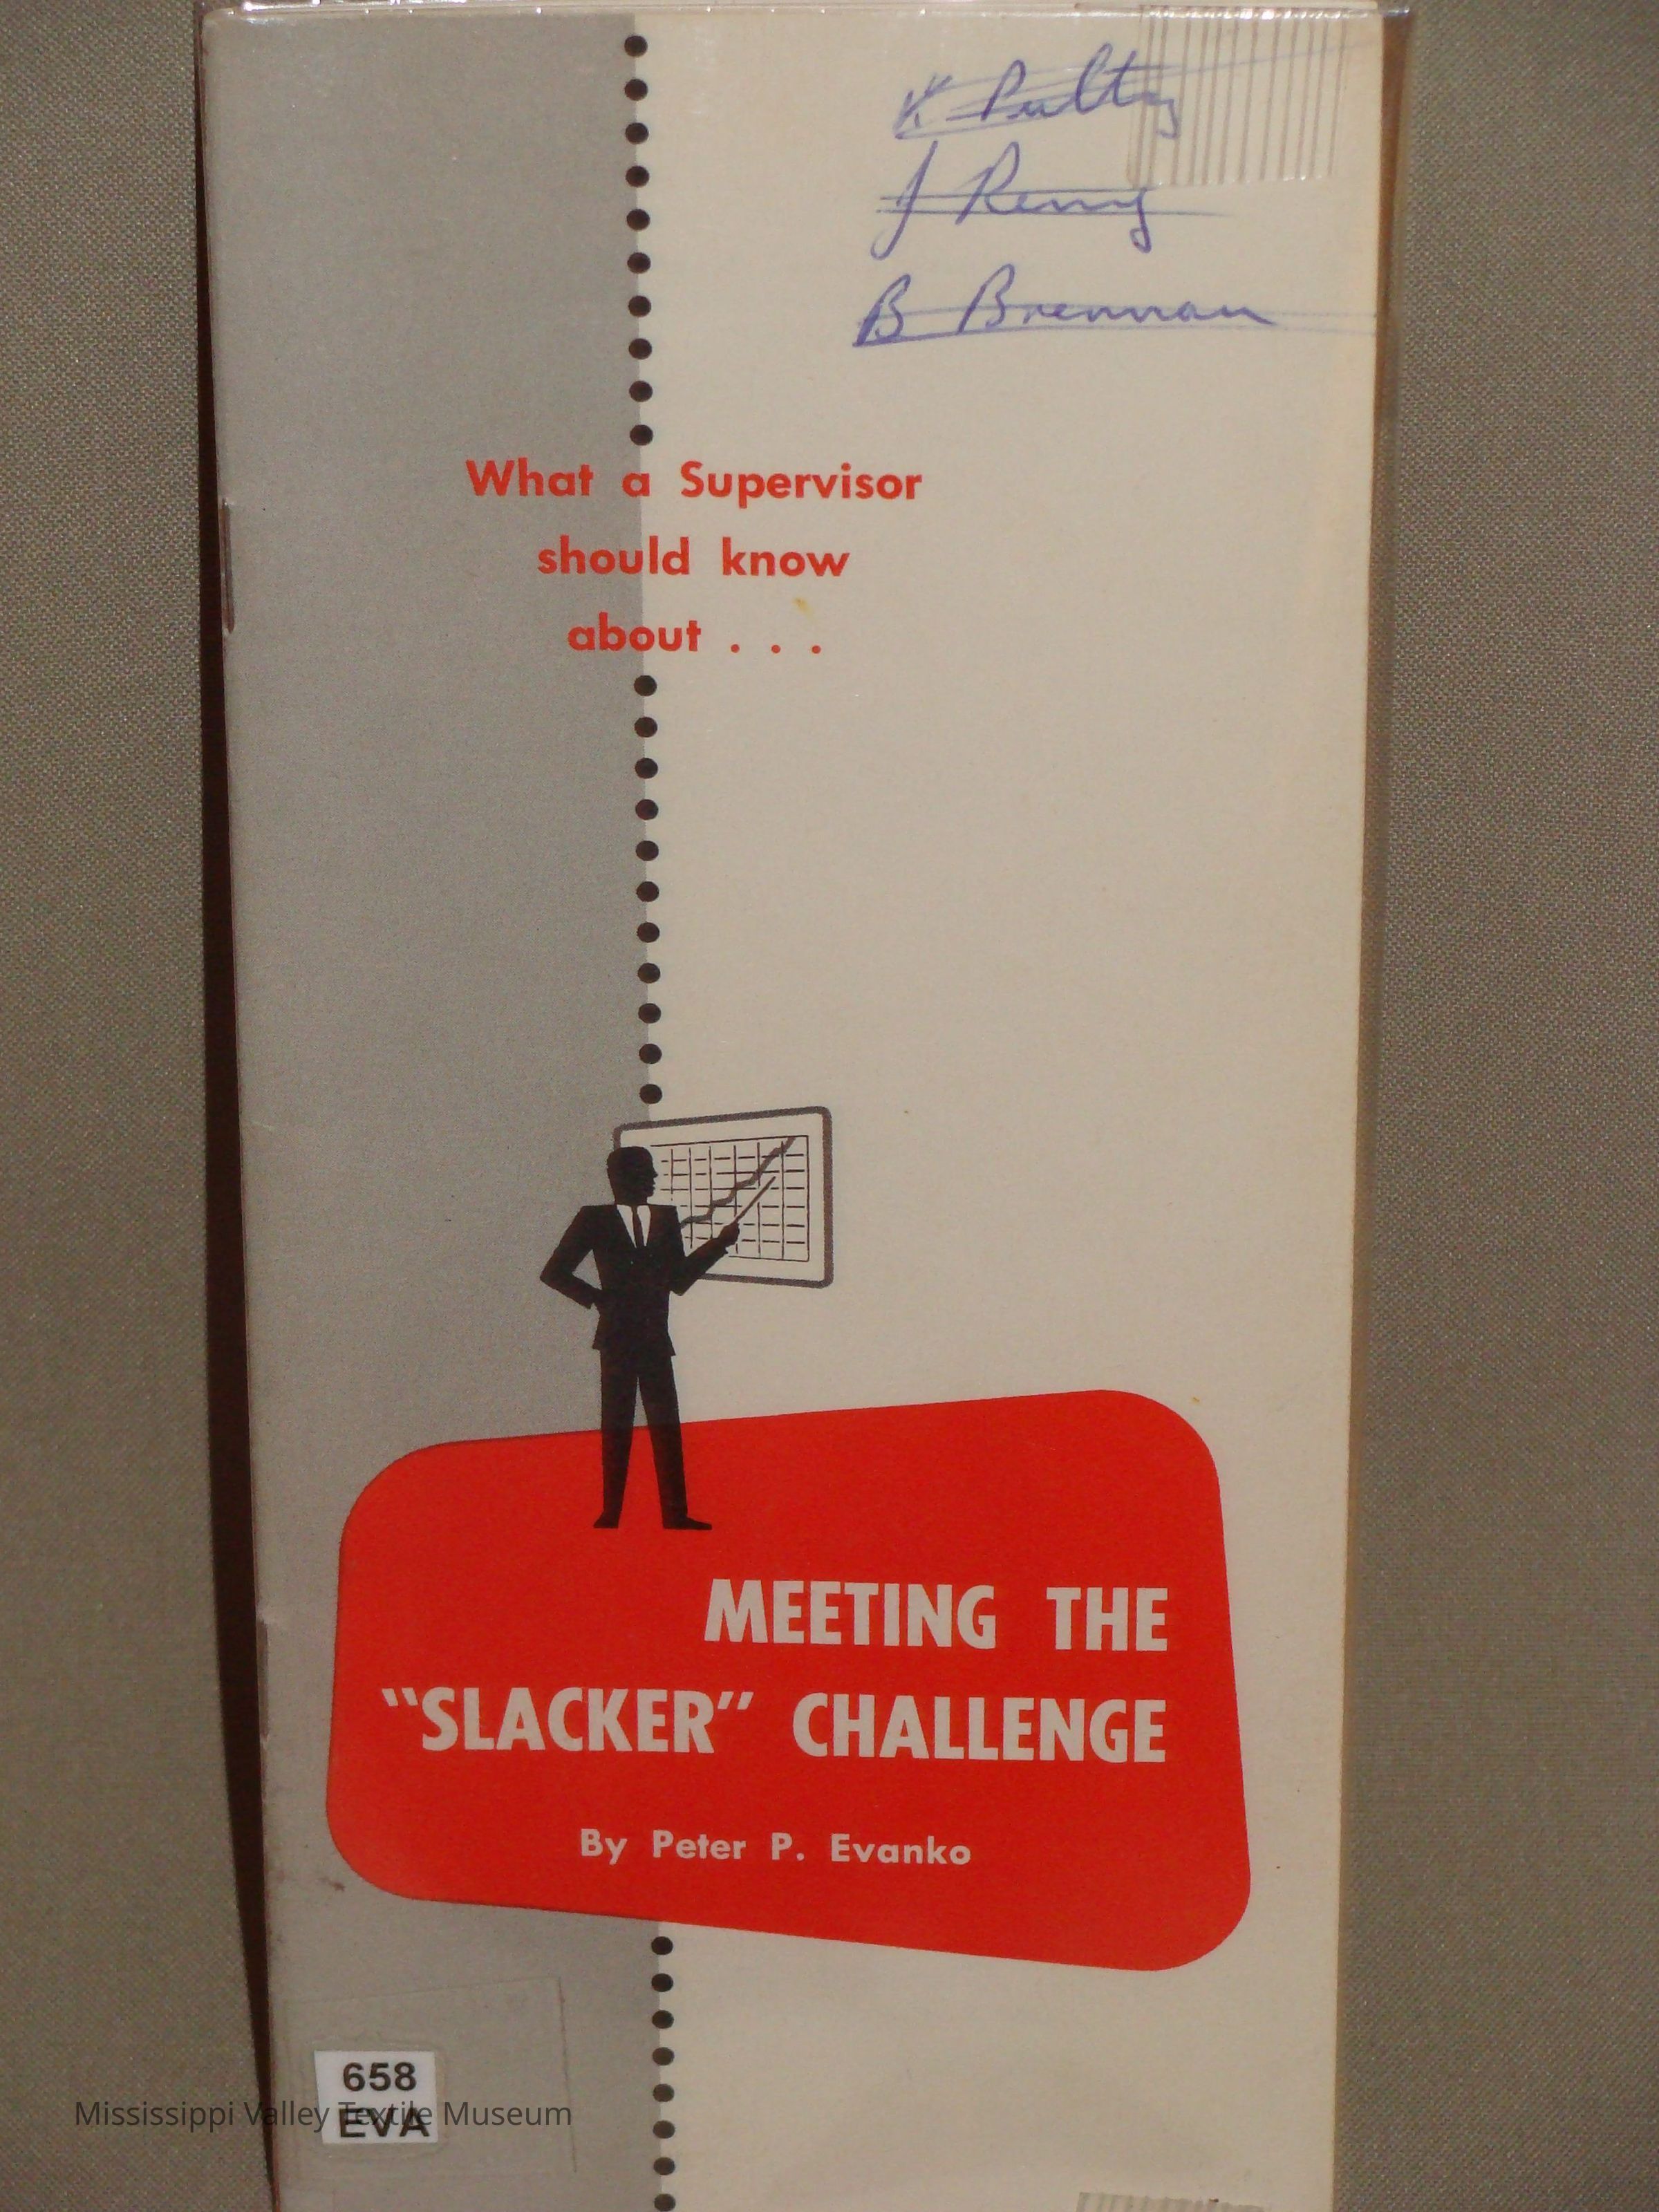 J Remy
B Brennan
What a Supervisor
should know
about . . .
MEETING THE
"SLACKER" CHALLENGE
By Peter P. Evanko
658
EVA
Mississippi Valley Textile Museum